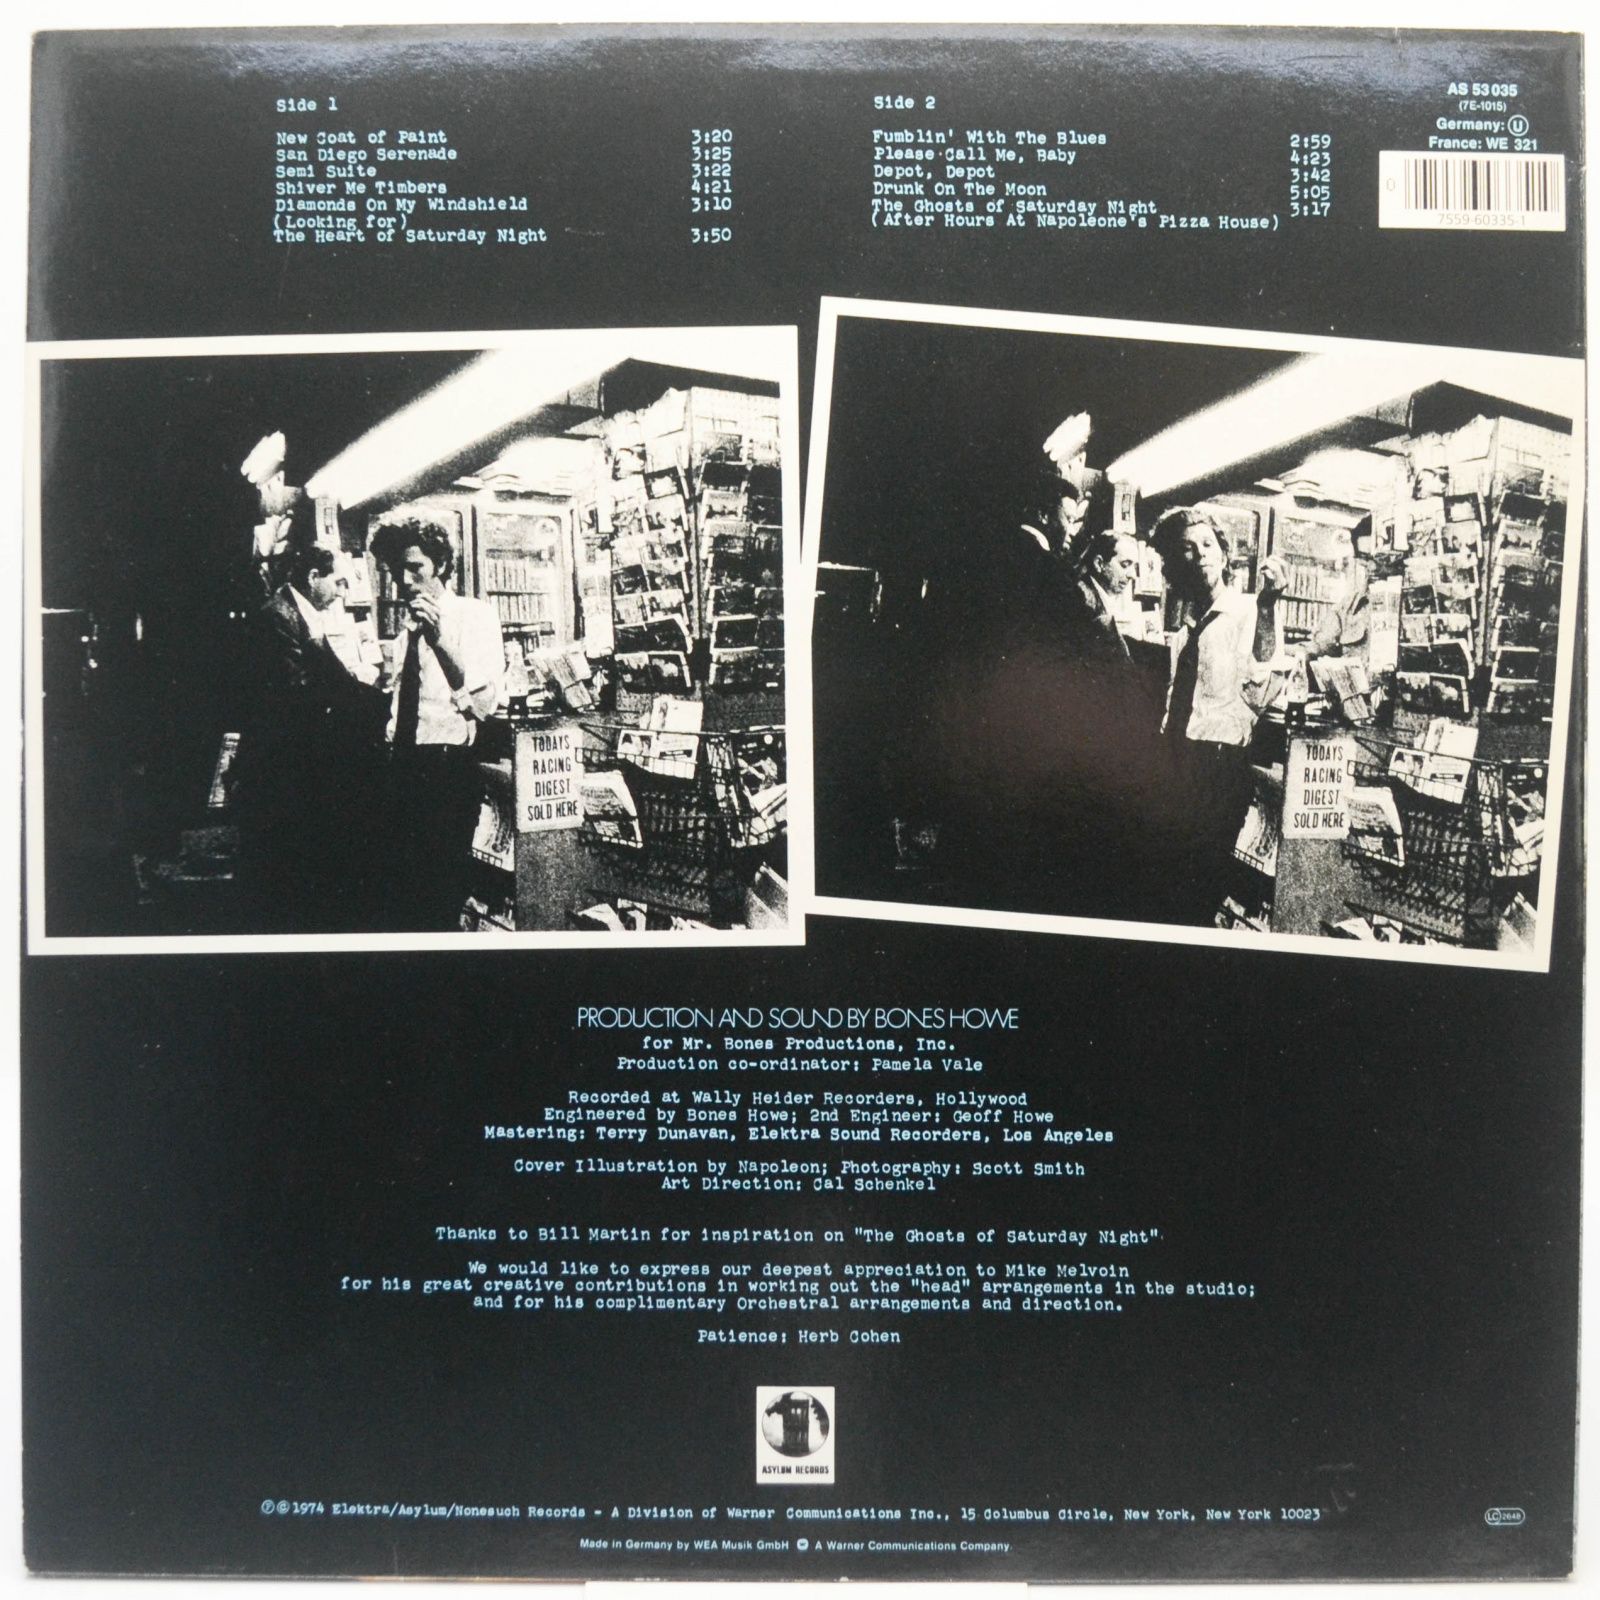 Side 1
New Coat of Paint 3:20
San Diego Serenade 3:25
Semi Suite 3:22
Shiver Me Timbers 4:21
Diamonds On My Windshield 3:10
(Looking for)
The Heart of Saturday Night 3:50
Side 2
Fumblin' With The Blues 2:59
Please Call Me, Baby 4:23
Depot, Depot 3:42
Drunk On The Moon 5:05
The Ghosts of Saturday Night 3:17
(After Hours At Napoleone's Pizza House)
AS 53 035
(7E-1015)
Germany: U
France: WE 321
0
7559-60335-1
TODAYS
RACING
DIGEST
SOLD HERE
TODAYS
RACING
DIGEST
SOLD HERE
PRODUCTION AND SOUND BY BONES HOWE
for Mr. Bones Productions, Inc.
Production co-ordinator: Pamela Vale
Recorded at Wally Heider Recorders, Hollywood
Engineered by Bones Howe; 2nd Engineer: Geoff Howe
Mastering: Terry Dunavan, Elektra Sound Recorders, Los Angeles
Cover Illustration by Napoleon; Photography: Scott Smith
Art Direction: Cal Schenkel
Thanks to Bill Martin for inspiration on "The Ghosts of Saturday Night"
We would like to express our deepest appreciation to Mike Melvoin
for his great creative contributions in working out the "head" arrangements in the studio;
and for his complimentary Orchestral arrangements and direction.
Patience: Herb Cohen
ASYLUM RECORDS
℗©1974 Elektra/Asylum/Nonesuch Records - A Division of Warner Communications Inc., 15 Columbus Circle, New York, New York 10023
LC 2648
Made in Germany by WEA Musik GmbH A Warner Communications Company